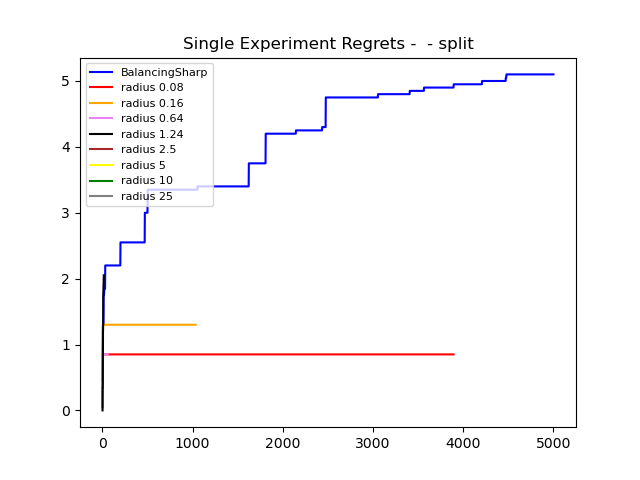 Single Experiment Regrets -  - split
BalancingSharp
radius 0.08
radius 0.16
radius 0.64
radius 1.24
radius 2.5
radius 5
radius 10
radius 25
5
4
3
2
1
0
0 1000 2000 3000 4000 5000